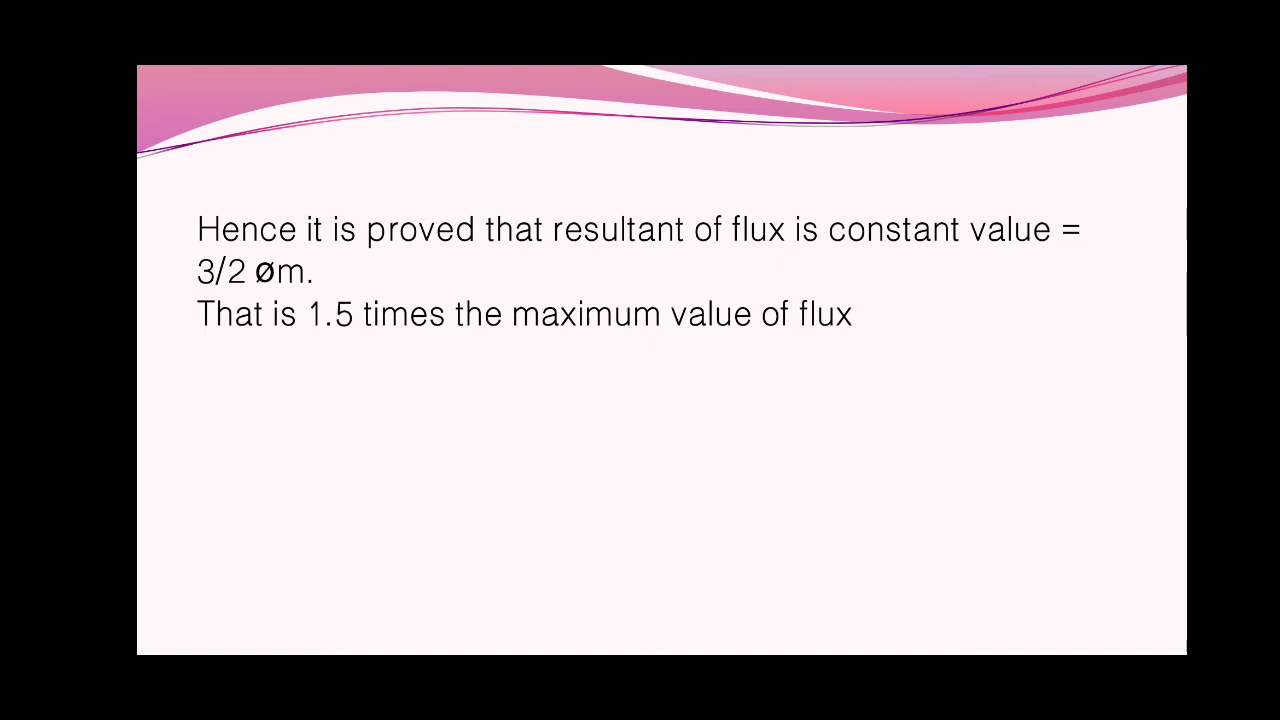 Hence it is proved that resultant of flux is constant value =
3/2 øm.
That is 1.5 times the maximum value of flux